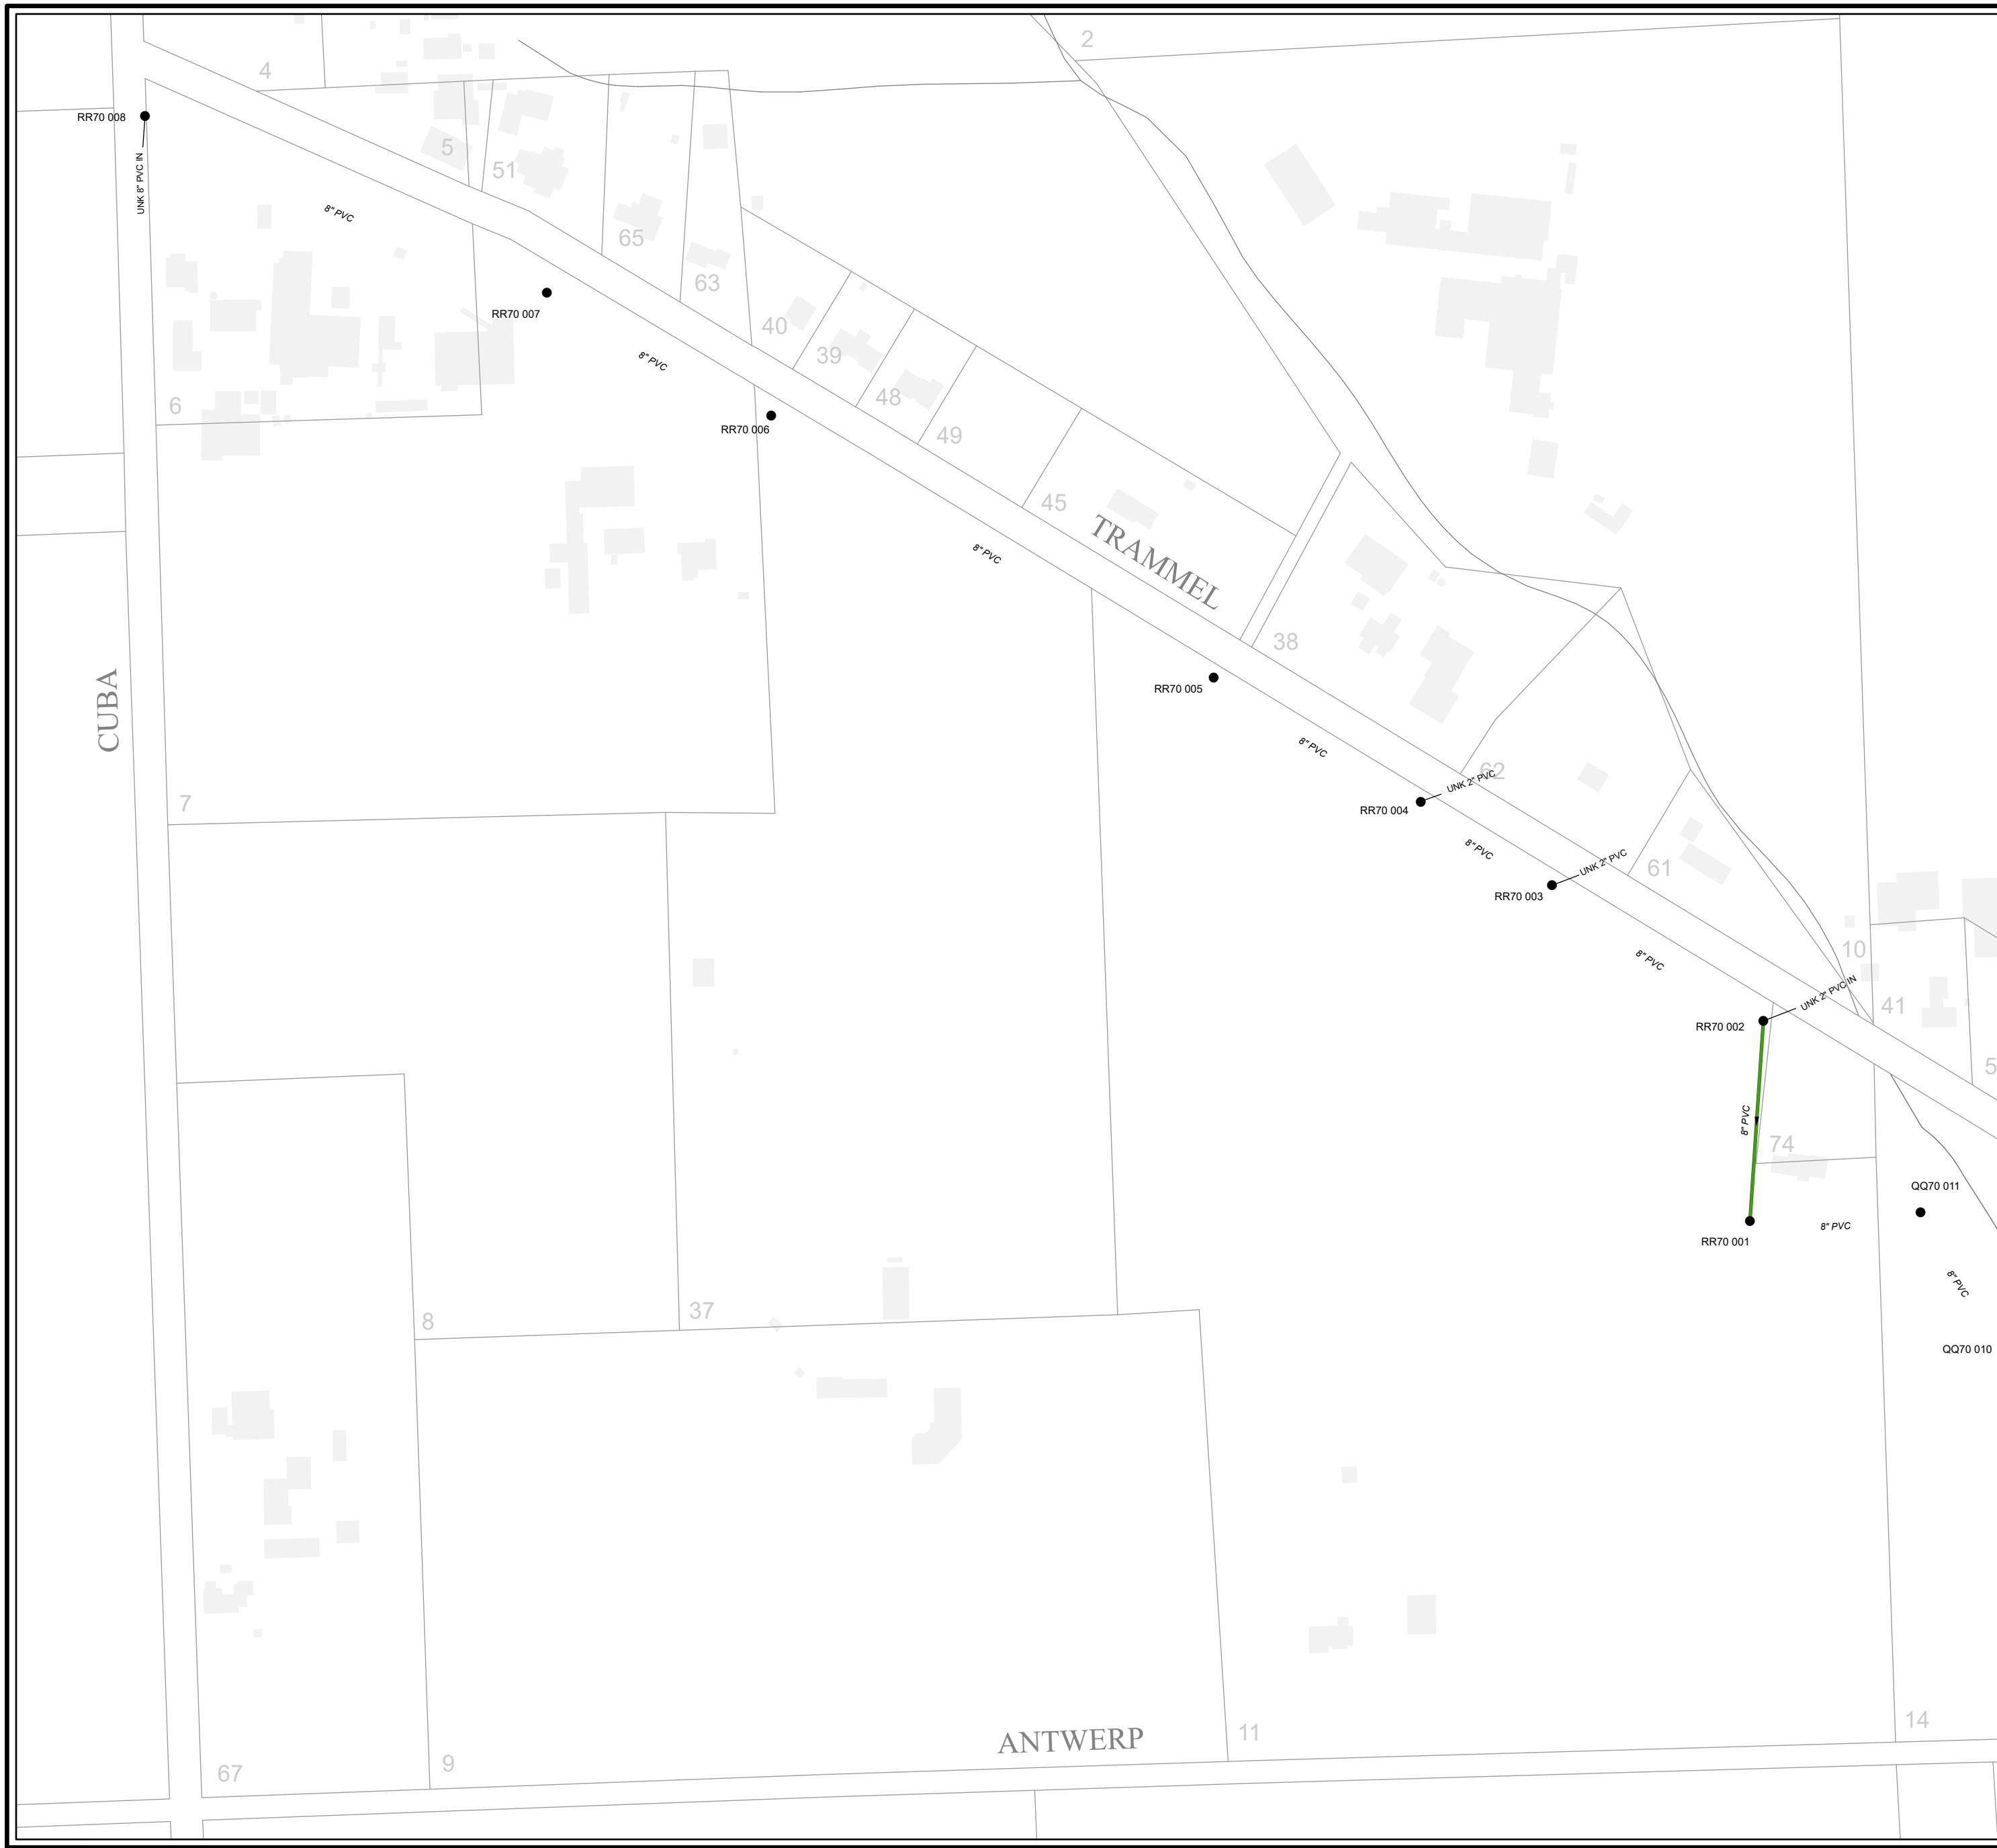 2
4
RR70 008
5
51
UNK 8" PVC IN
8" PVC
65
63
RR70 007
40
39
8" PVC
48
6
RR70 006
49
45
TRAMMEL
8" PVC
38
CUBA
RR70 005
8" PVC
62
UNK 2" PVC
7
RR70 004
8" PVC
UNK 2" PVC
61
RR70 003
10
8" PVC
UNK 2" PVC IN
41
RR70 002
5
8" PVC
74
QQ70 011
8" PVC
RR70 001
8" PVC
37
8
QQ70 010
14
11
ANTWERP
9
67